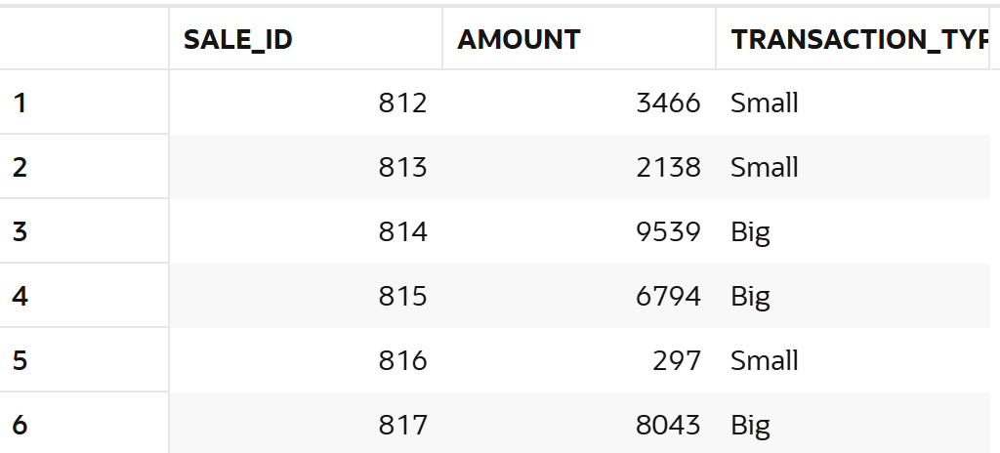 SALE_ID AMOUNT TRANSACTION_TYP
1 812 3466 Small
2 813 2138 Small
3 814 9539 Big
4 815 6794 Big
5 816 297 Small
6 817 8043 Big